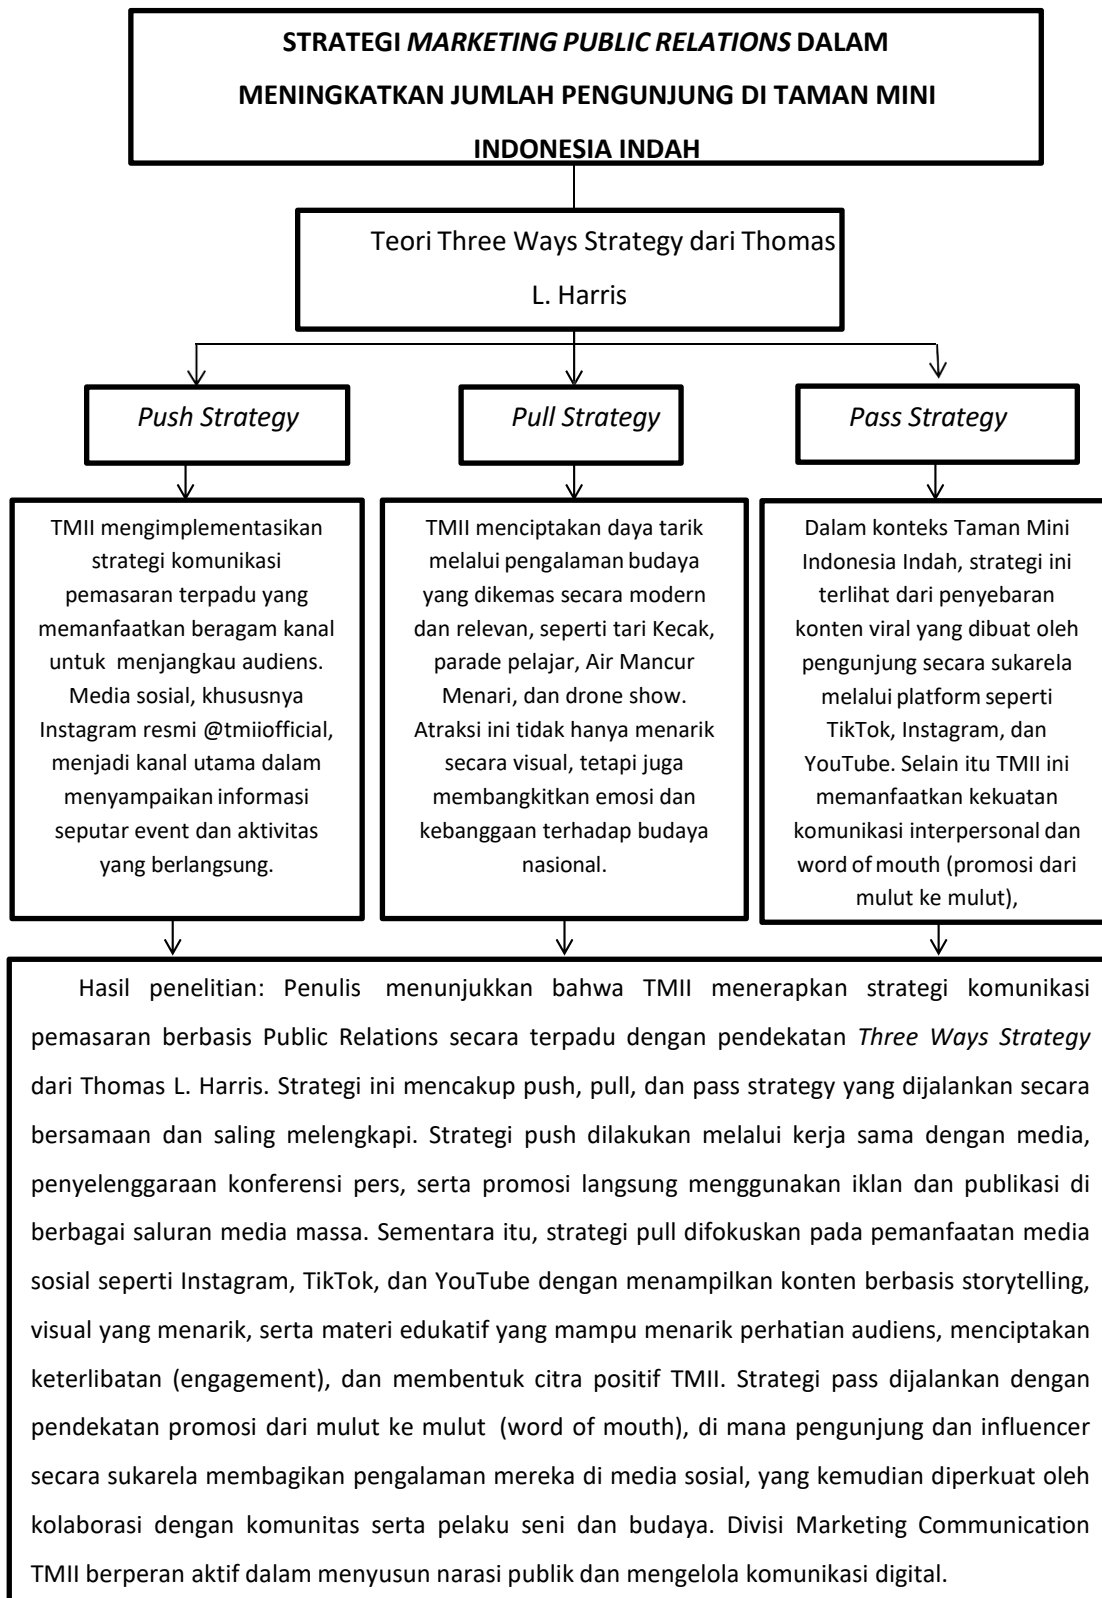 STRATEGI MARKETING PUBLIC RELATIONS DALAM
MENINGKATKAN JUMLAH PENGUNJUNG DI TAMAN MINI
INDONESIA INDAH
Teori Three Ways Strategy dari Thomas
L. Harris
Push Strategy
Pull Strategy
Pass Strategy
TMII mengimplementasikan
strategi komunikasi
pemasaran terpadu yang
memanfaatkan beragam kanal
untuk menjangkau audiens.
Media sosial, khususnya
Instagram resmi @tmiiofficial,
menjadi kanal utama dalam
menyampaikan informasi
seputar event dan aktivitas
yang berlangsung.
TMII menciptakan daya tarik
melalui pengalaman budaya
yang dikemas secara modern
dan relevan, seperti tari Kecak,
parade pelajar, Air Mancur
Menari, dan drone show.
Atraksi ini tidak hanya menarik
secara visual, tetapi juga
membangkitkan emosi dan
kebanggaan terhadap budaya
nasional.
Dalam konteks Taman Mini
Indonesia Indah, strategi ini
terlihat dari penyebaran
konten viral yang dibuat oleh
pengunjung secara sukarela
melalui platform seperti
TikTok, Instagram, dan
YouTube. Selain itu TMII ini
memanfaatkan kekuatan
komunikasi interpersonal dan
word of mouth (promosi dari
mulut ke mulut),
Hasil penelitian: Penulis menunjukkan bahwa TMII menerapkan strategi komunikasi
pemasaran berbasis Public Relations secara terpadu dengan pendekatan Three Ways Strategy
dari Thomas L. Harris. Strategi ini mencakup push, pull, dan pass strategy yang dijalankan secara
bersamaan dan saling melengkapi. Strategi push dilakukan melalui kerja sama dengan media,
penyelenggaraan konferensi pers, serta promosi langsung menggunakan iklan dan publikasi di
berbagai saluran media massa. Sementara itu, strategi pull difokuskan pada pemanfaatan media
sosial seperti Instagram, TikTok, dan YouTube dengan menampilkan konten berbasis storytelling,
visual yang menarik, serta materi edukatif yang mampu menarik perhatian audiens, menciptakan
keterlibatan (engagement), dan membentuk citra positif TMII. Strategi pass dijalankan dengan
pendekatan promosi dari mulut ke mulut (word of mouth), di mana pengunjung dan influencer
secara sukarela membagikan pengalaman mereka di media sosial, yang kemudian diperkuat oleh
kolaborasi dengan komunitas serta pelaku seni dan budaya. Divisi Marketing Communication
TMII berperan aktif dalam menyusun narasi publik dan mengelola komunikasi digital.